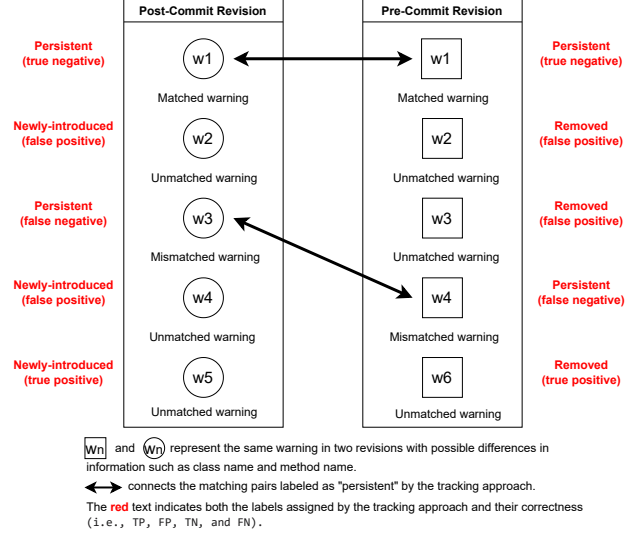 Post-Commit Revision
Pre-Commit Revision
Persistent
(true negative)
w1
w1
Persistent
(true negative)
Matched warning
Matched warning
Newly-introduced
(false positive)
w2
w2
Removed
(false positive)
Unmatched warning
Unmatched warning
Persistent
(false negative)
w3
w3
Removed
(false positive)
Mismatched warning
Unmatched warning
Newly-introduced
(false positive)
w4
w4
Persistent
(false negative)
Unmatched warning
Mismatched warning
Newly-introduced
(true positive)
w5
w6
Removed
(true positive)
Unmatched warning
Unmatched warning
Wn and Wn represent the same warning in two revisions with possible differences in
information such as class name and method name.
connects the matching pairs labeled as "persistent" by the tracking approach.
The red text indicates both the labels assigned by the tracking approach and their correctness
(i.e., TP, FP, TN, and FN).